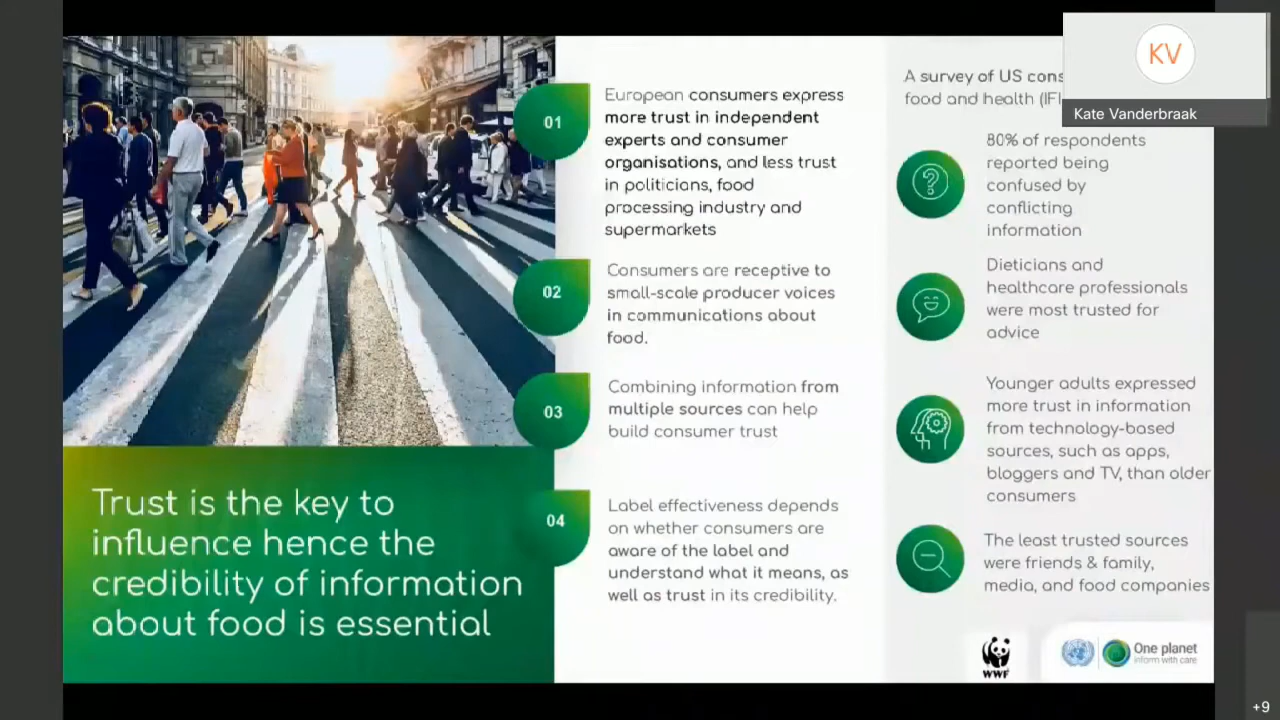 Trust is the key to
influence hence the
credibility of information
about food is essential
01
European consumers express
more trust in independent
experts and consumer
organisations, and less trust
in politicians, food
processing industry and
supermarkets
02
Consumers are receptive to
small-scale producer voices
in communications about
food.
03
Combining information from
multiple sources can help
build consumer trust
04
Label effectiveness depends
on whether consumers are
aware of the label and
understand what it means, as
well as trust in its credibility.
A survey of US cons
food and health (IFI
80% of respondents
reported being
confused by
conflicting
information
Dieticians and
healthcare professionals
were most trusted for
advice
Younger adults expressed
more trust in information
from technology-based
sources, such as apps,
bloggers and TV, than older
consumers
The least trusted sources
were friends & family,
media, and food companies
WWF
One planet
inform with care
KV
Kate Vanderbraak
+9